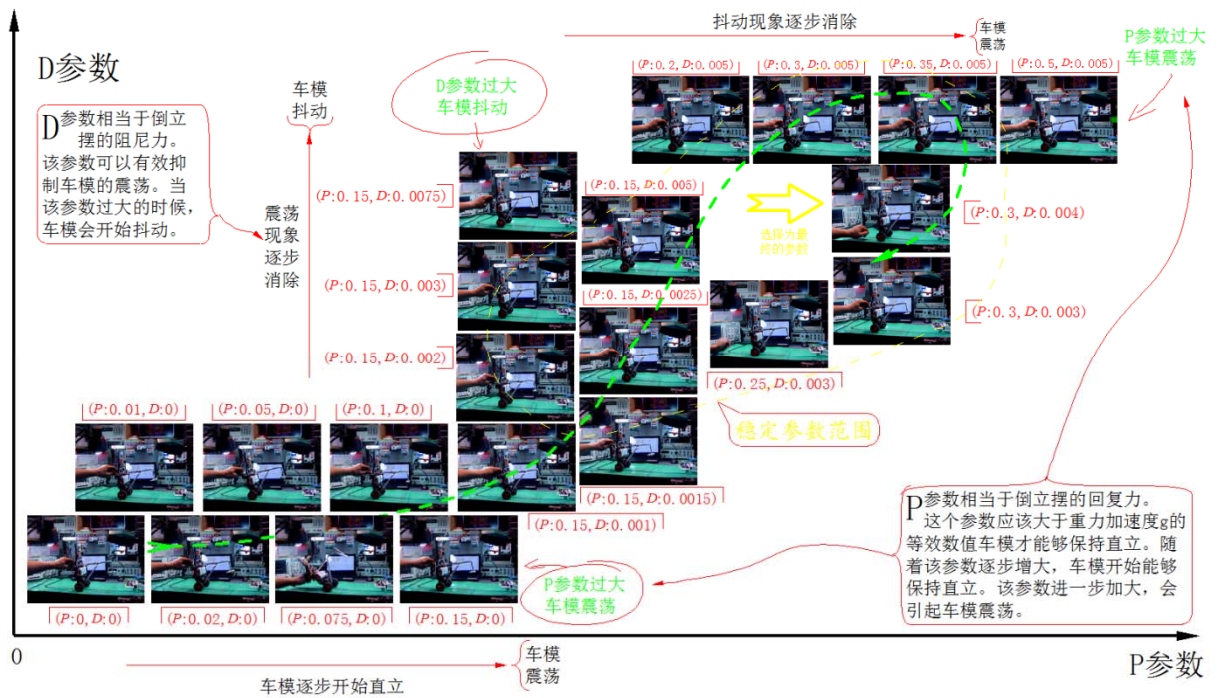 抖动现象逐步消除
车模
震荡
P参数过大
车模震荡
D参数
(P:0.2, D:0.005)
(P:0.3, D:0.005)
(P:0.35, D:0.005)
(P:0.5, D:0.005)
D参数过大
车模抖动
车模
抖动
D参数相当于倒立
摆的阻尼力。
该参数可以有效抑
制车模的震荡。当
该参数过大的时候，
车模会开始抖动。
震荡
现象
逐步
消除
(P:0.15, D:0.0075)
(P:0.15, D:0.005)
选择为最
终的参数
(P:0.3, D:0.004)
(P:0.15, D:0.003)
(P:0.15, D:0.0025)
(P:0.3, D:0.003)
(P:0.15, D:0.002)
(P:0.25, D:0.003)
稳定参数范围
(P:0.01, D:0)
(P:0.05, D:0)
(P:0.1, D:0)
(P:0.15, D:0.0015)
(P:0.15, D:0.001)
P参数相当于倒立摆的回复力。
这个参数应该大于重力加速度g的
等效数值车模才能够保持直立。随
着该参数逐步增大，车模开始能够
保持直立。该参数进一步加大，会
引起车模震荡。
P参数过大
车模震荡
(P:0, D:0)
(P:0.02, D:0)
(P:0.075, D:0)
(P:0.15, D:0)
0
车模
震荡
P参数
车模逐步开始直立